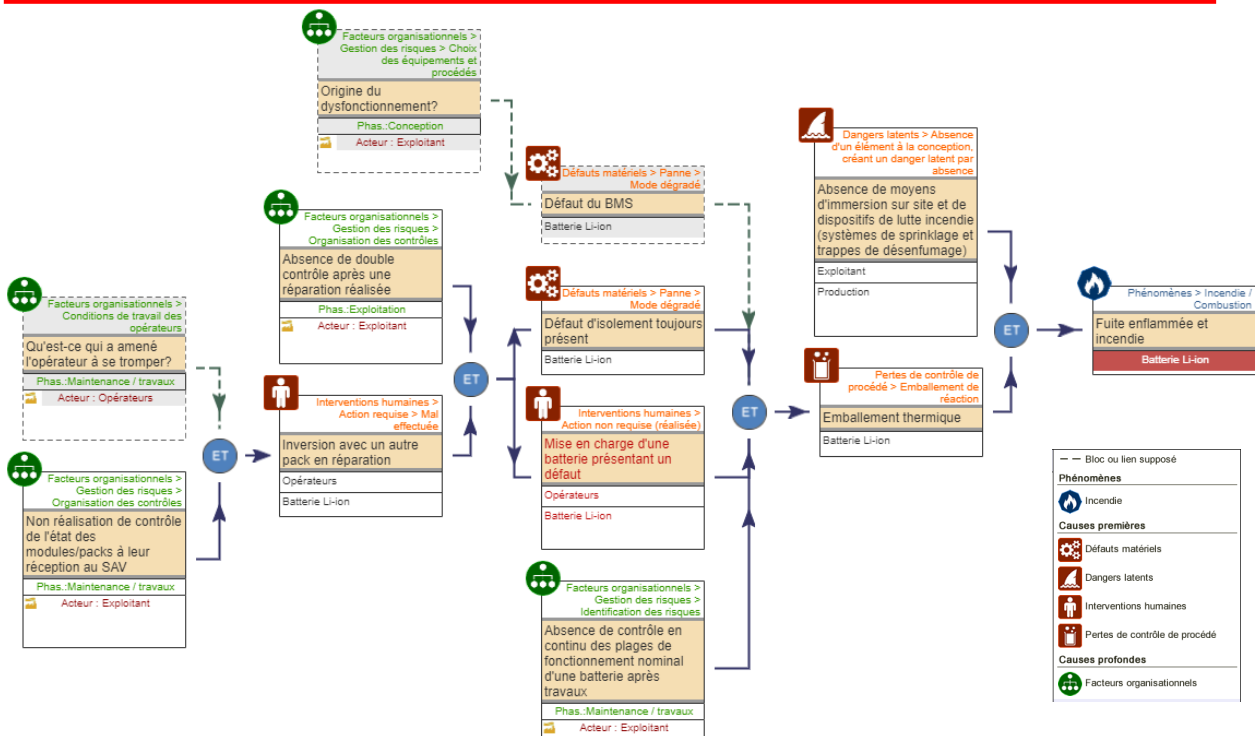 Facteurs organisationnels >
Gestion des risques > Choix
des équipements et
procédés
Origine du
dysfonctionnement?
Phas.:Conception
Acteur : Exploitant
Défauts matériels > Panne >
Mode dégradé
Défaut du BMS
Batterie Li-ion
Dangers latents > Absence
d'un élément à la conception,
créant un danger latent par
absence
Absence de moyens
d'immersion sur site et de
dispositifs de lutte incendie
(systèmes de sprinklage et
trappes de désenfumage)
Exploitant
Production
Facteurs organisationnels >
Gestion des risques >
Organisation des contrôles
Absence de double
contrôle après une
réparation réalisée
Phas.:Exploitation
Acteur : Exploitant
Facteurs organisationnels >
Conditions de travail des
opérateurs
Qu'est-ce qui a amené
l'opérateur à se tromper?
Phas.:Maintenance / travaux
Acteur : Opérateurs
Défauts matériels > Panne >
Mode dégradé
Défaut d'isolement toujours
présent
Batterie Li-ion
Phénomènes > Incendie /
Combustion
Fuite enflammée et
incendie
Batterie Li-ion
ET
ET
ET
ET
Interventions humaines >
Action requise > Mal
effectuée
Inversion avec un autre
pack en réparation
Opérateurs
Batterie Li-ion
Interventions humaines >
Action non requise (réalisée)
Mise en charge d'une
batterie présentant un
défaut
Opérateurs
Batterie Li-ion
Pertes de contrôle de
procédé > Emballement de
réaction
Emballement thermique
Batterie Li-ion
Facteurs organisationnels >
Gestion des risques >
Organisation des contrôles
Non réalisation de contrôle
de l'état des
modules/packs à leur
réception au SAV
Phas.:Maintenance / travaux
Acteur : Exploitant
Facteurs organisationnels >
Gestion des risques >
Identification des risques
Absence de contrôle en
continu des plages de
fonctionnement nominal
d'une batterie après
travaux
Phas.:Maintenance / travaux
Acteur : Exploitant
Bloc ou lien supposé
Phénomènes
Incendie
Causes premières
Défauts matériels
Dangers latents
Interventions humaines
Pertes de contrôle de procédé
Causes profondes
Facteurs organisationnels